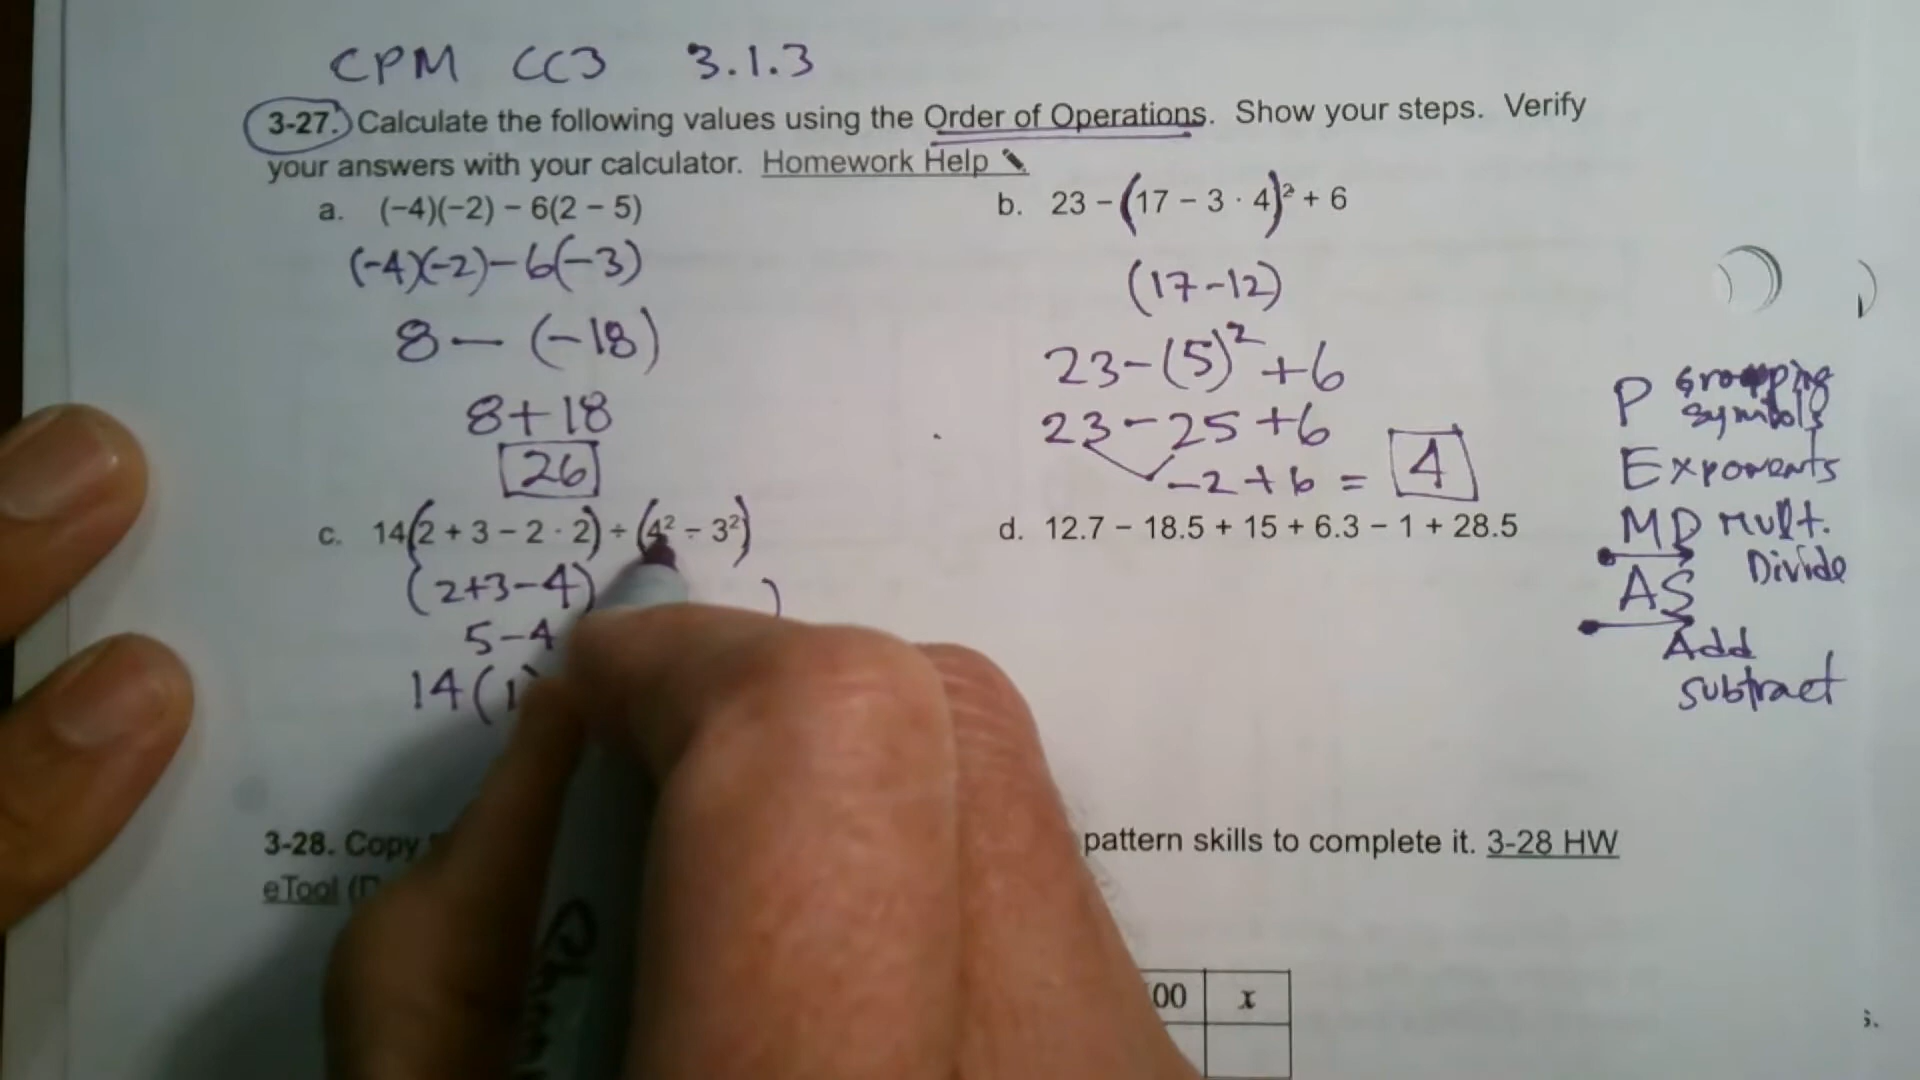 CPM CC3 3.1.3
3-27. Calculate the following values using the Order of Operations. Show your steps. Verify
your answers with your calculator. Homework Help ✎
a. (−4)(−2) − 6(2 − 5)
(-4)(-2)-6(-3)
8 — (-18)
8+18
26
b. 23 − (17 − 3 · 4)² + 6
(17-12)
23-(5)²+6
23-25+6
-2+6 = 4
c. 14(2 + 3 − 2 · 2) ÷ (4² − 3²)
(2+3-4) )
5-4
14(1)
d. 12.7 − 18.5 + 15 + 6.3 − 1 + 28.5
P Grouping
symbols
Exponents
MD Mult.
Divide
AS
Add
subtract
3-28. Copy pattern skills to complete it. 3-28 HW
eTool
00 x
s.